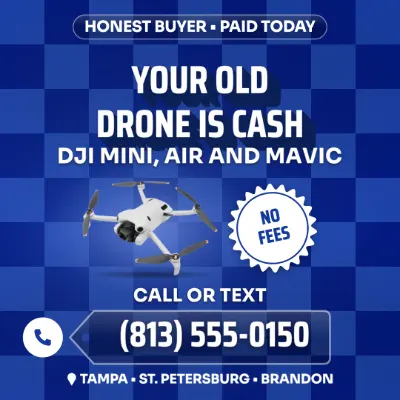 HONEST BUYER • PAID TODAY
YOUR OLD
DRONE IS CASH
DJI MINI, AIR AND MAVIC
NO
FEES
CALL OR TEXT
(813) 555-0150
TAMPA • ST. PETERSBURG • BRANDON